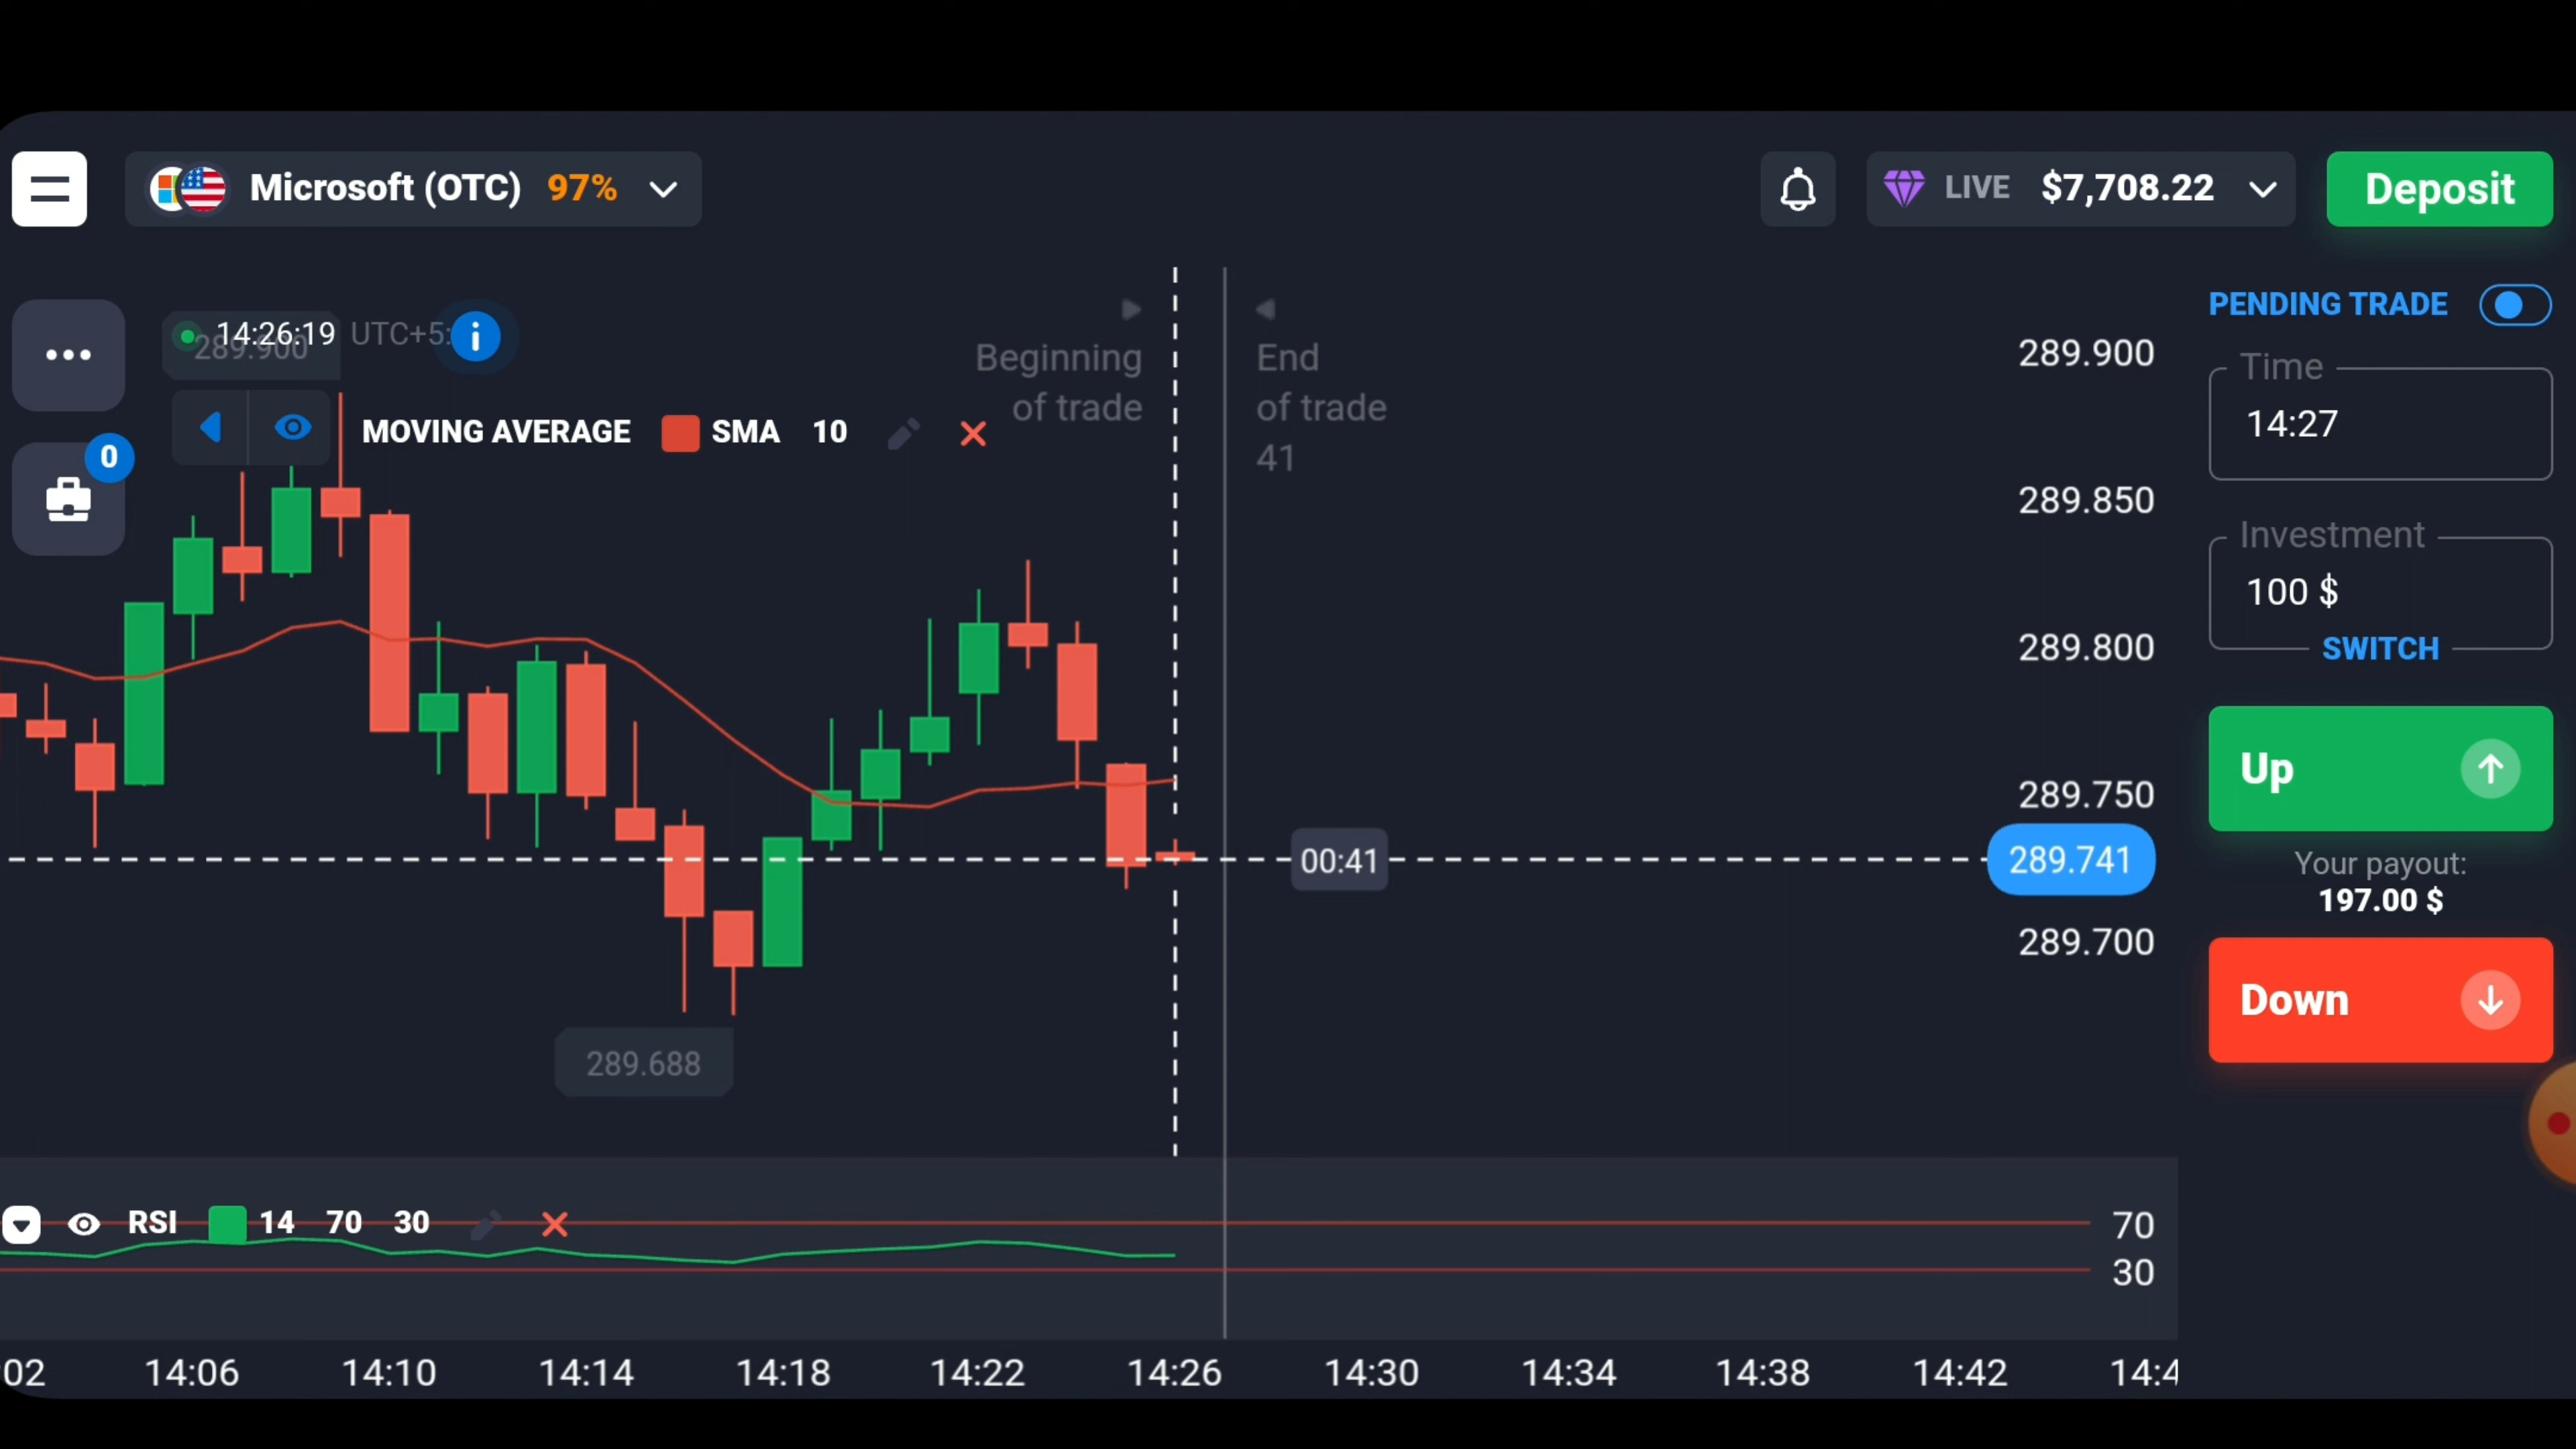 Microsoft (OTC) 97%
LIVE $7,708.22
Deposit
14:26:19 UTC+5:
289.900
MOVING AVERAGE SMA 10
0
Beginning
of trade
End
of trade
41
289.900
289.850
289.800
289.750
289.741
289.700
00:41
289.688
PENDING TRADE
Time
14:27
Investment
100 $
SWITCH
Up
Your payout:
197.00 $
Down
RSI 14 70 30
70
30
02 14:06 14:10 14:14 14:18 14:22 14:26 14:30 14:34 14:38 14:42 14:4